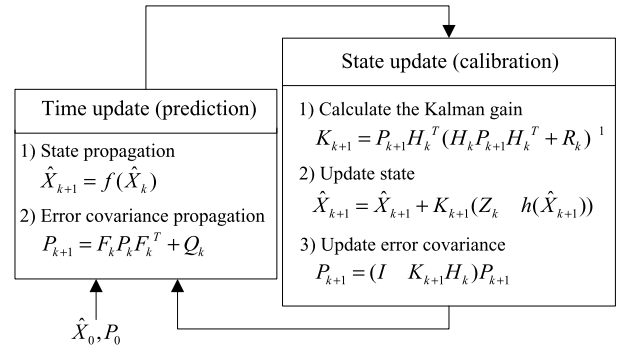 Time update (prediction)
1) State propagation
X̂ₖ₊₁ = f(X̂ₖ)
2) Error covariance propagation
Pₖ₊₁ = FₖPₖFₖᵀ + Qₖ
X̂₀, P₀
State update (calibration)
1) Calculate the Kalman gain
Kₖ₊₁ = Pₖ₊₁Hₖᵀ(HₖPₖ₊₁Hₖᵀ + Rₖ) ¹
2) Update state
X̂ₖ₊₁ = X̂ₖ₊₁ + Kₖ₊₁(Zₖ h(X̂ₖ₊₁))
3) Update error covariance
Pₖ₊₁ = (I Kₖ₊₁Hₖ)Pₖ₊₁